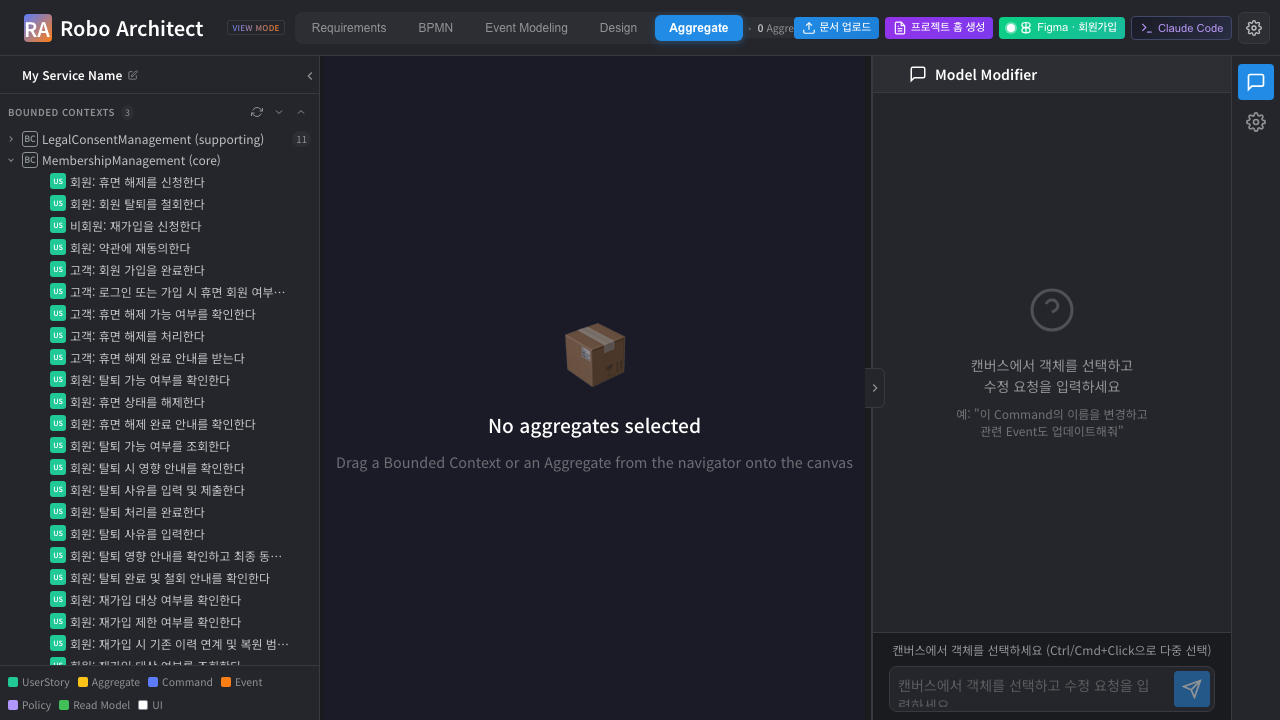 RA Robo Architect
VIEW MODE
Requirements
BPMN
Event Modeling
Design
Aggregate
0 Aggre
문서 업로드
프로젝트 홈 생성
Figma · 회원가입
Claude Code
My Service Name
BOUNDED CONTEXTS 3
BC LegalConsentManagement (supporting) 11
BC MembershipManagement (core)
US 회원: 휴면 해제를 신청한다
US 회원: 회원 탈퇴를 철회한다
US 비회원: 재가입을 신청한다
US 회원: 약관에 재동의한다
US 고객: 회원 가입을 완료한다
US 고객: 로그인 또는 가입 시 휴면 회원 여부…
US 고객: 휴면 해제 가능 여부를 확인한다
US 고객: 휴면 해제를 처리한다
US 고객: 휴면 해제 완료 안내를 받는다
US 회원: 탈퇴 가능 여부를 확인한다
US 회원: 휴면 상태를 해제한다
US 회원: 휴면 해제 완료 안내를 확인한다
US 회원: 탈퇴 가능 여부를 조회한다
US 회원: 탈퇴 시 영향 안내를 확인한다
US 회원: 탈퇴 사유를 입력 및 제출한다
US 회원: 탈퇴 처리를 완료한다
US 회원: 탈퇴 사유를 입력한다
US 회원: 탈퇴 영향 안내를 확인하고 최종 동…
US 회원: 탈퇴 완료 및 철회 안내를 확인한다
US 회원: 재가입 대상 여부를 확인한다
US 회원: 재가입 제한 여부를 확인한다
US 회원: 재가입 시 기존 이력 연계 및 복원 범…
US 회원: 재가입 대상 여부를 조회한다
UserStory
Aggregate
Command
Event
Policy
Read Model
UI
No aggregates selected
Drag a Bounded Context or an Aggregate from the navigator onto the canvas
Model Modifier
캔버스에서 객체를 선택하고
수정 요청을 입력하세요
예: "이 Command의 이름을 변경하고
관련 Event도 업데이트해줘"
캔버스에서 객체를 선택하세요 (Ctrl/Cmd+Click으로 다중 선택)
캔버스에서 객체를 선택하고 수정 요청을 입
력하세요